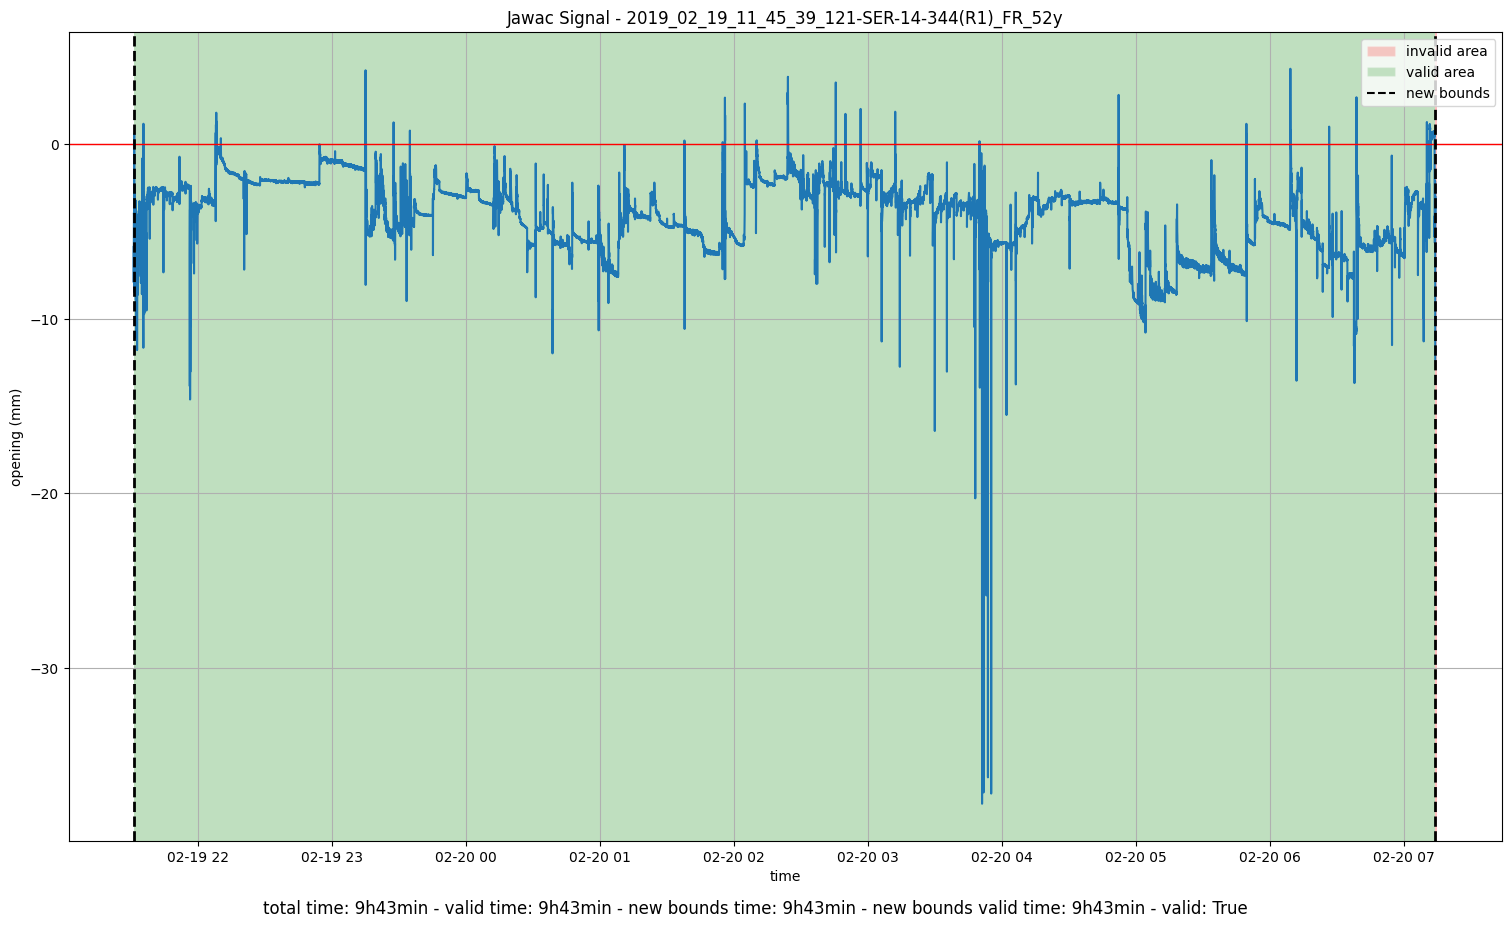 Jawac Signal - 2019_02_19_11_45_39_121-SER-14-344(R1)_FR_52y
invalid area
valid area
new bounds
0
−10
−20
−30
opening (mm)
02-19 22
02-19 23
02-20 00
02-20 01
02-20 02
02-20 03
02-20 04
02-20 05
02-20 06
02-20 07
time
total time: 9h43min - valid time: 9h43min - new bounds time: 9h43min - new bounds valid time: 9h43min - valid: True